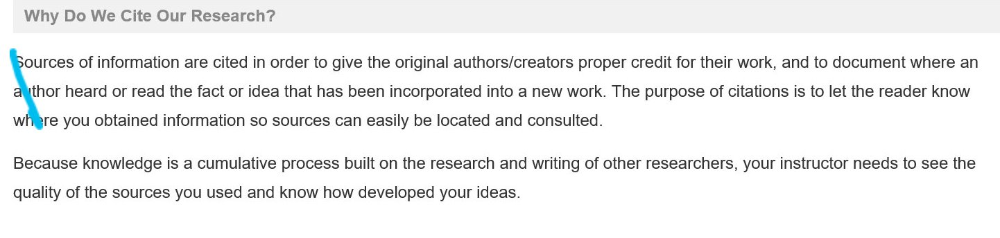 Why Do We Cite Our Research?
Sources of information are cited in order to give the original authors/creators proper credit for their work, and to document where an
author heard or read the fact or idea that has been incorporated into a new work. The purpose of citations is to let the reader know
where you obtained information so sources can easily be located and consulted.
Because knowledge is a cumulative process built on the research and writing of other researchers, your instructor needs to see the
quality of the sources you used and know how developed your ideas.